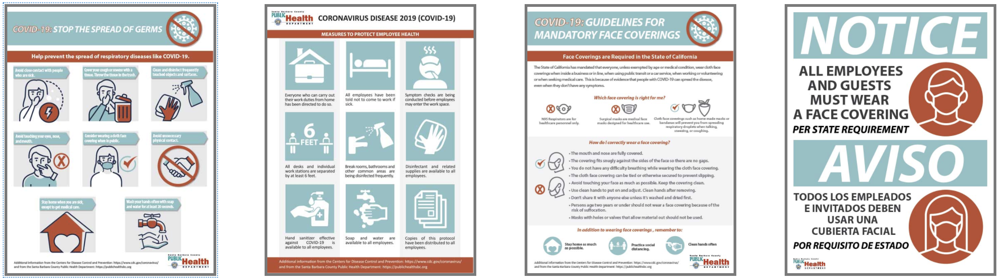 COVID-19: STOP THE SPREAD OF GERMS
Help prevent the spread of respiratory diseases like COVID-19.
Avoid close contact with people
who are sick.
Cover your cough or sneeze with a
tissue. Throw the tissue in the trash.
Clean and disinfect frequently
touched objects and surfaces.
Avoid touching your eyes, nose,
and mouth.
Consider wearing a cloth face
covering when in public.
Avoid unnecessary
physical contact.
Stay home when you are sick,
except to get medical care.
Wash your hands often with soap
and water for at least 20 seconds.
Additional information from the Centers for Disease Control and Prevention: https://www.cdc.gov/coronavirus/
and from the Santa Barbara County Public Health Department: https://publichealthsbc.org
Santa Barbara County
PUBLIC Health
DEPARTMENT
Santa Barbara County
PUBLIC Health
DEPARTMENT
CORONAVIRUS DISEASE 2019 (COVID-19)
MEASURES TO PROTECT EMPLOYEE HEALTH
Everyone who can carry out
their work duties from home
has been directed to do so.
All employees have been
told not to come to work if
sick.
Symptom checks are being
conducted before employees
may enter the work space.
6
FEET
All desks and individual
work stations are separated
by at least 6 feet.
Break rooms, bathrooms and
other common areas are
being disinfected frequently.
Disinfectant and related
supplies are available to all
employees.
Hand sanitizer effective
against COVID-19 is
available to all employees.
Soap and water are
available to all employees.
Copies of this protocol
have been distributed to all
employees.
Additional information from the Centers for Disease Control and Prevention: https://www.cdc.gov/coronavirus/
and from the Santa Barbara County Public Health Department: https://publichealthsbc.org
COVID-19: GUIDELINES FOR
MANDATORY FACE COVERINGS
Face Coverings are Required in the State of California
The State of California has mandated that everyone, unless exempted by age or medical condition, wear cloth face
coverings when inside a business or in line, when using public transit or a car service, when working or volunteering
or when seeking medical care. This is because of evidence that people with COVID-19 can spread the disease,
even when they don't have any symptoms.
Which face covering is right for me?
N95 Respirators are for
healthcare personnel only.
Surgical masks are medical face
masks designed for healthcare use.
Cloth face coverings such as home made masks or
bandanas will prevent you from spreading
respiratory droplets when talking,
sneezing, or coughing.
How do I correctly wear a face covering?
• The mouth and nose are fully covered.
• The covering fits snugly against the sides of the face so there are no gaps.
• You do not have any difficulty breathing while wearing the cloth face covering.
• The cloth face covering can be tied or otherwise secured to prevent slipping.
• Avoid touching your face as much as possible. Keep the covering clean.
• Use clean hands to put on and adjust. Clean hands after removing.
• Don't share it with anyone else unless it's washed and dried first.
• Persons age two years or under should not wear a face covering because of the
risk of suffocation.
• Masks with holes or valves that allow material out should not be used.
In addition to wearing face coverings , remember to:
Stay home as much
as possible.
6
Practice social
distancing.
Clean hands often
Additional information from the Centers for Disease Control and Prevention: https://www.cdc.gov/coronavirus/
and from the Santa Barbara County Public Health Department: https://publichealthsbc.org
Santa Barbara County
PUBLIC Health
DEPARTMENT
NOTICE
ALL EMPLOYEES
AND GUESTS
MUST WEAR
A FACE COVERING
PER STATE REQUIREMENT
AVISO
TODOS LOS EMPLEADOS
E INVITADOS DEBEN
USAR UNA
CUBIERTA FACIAL
POR REQUISITO DE ESTADO
Santa Barbara County
PUBLIC Health
DEPARTMENT